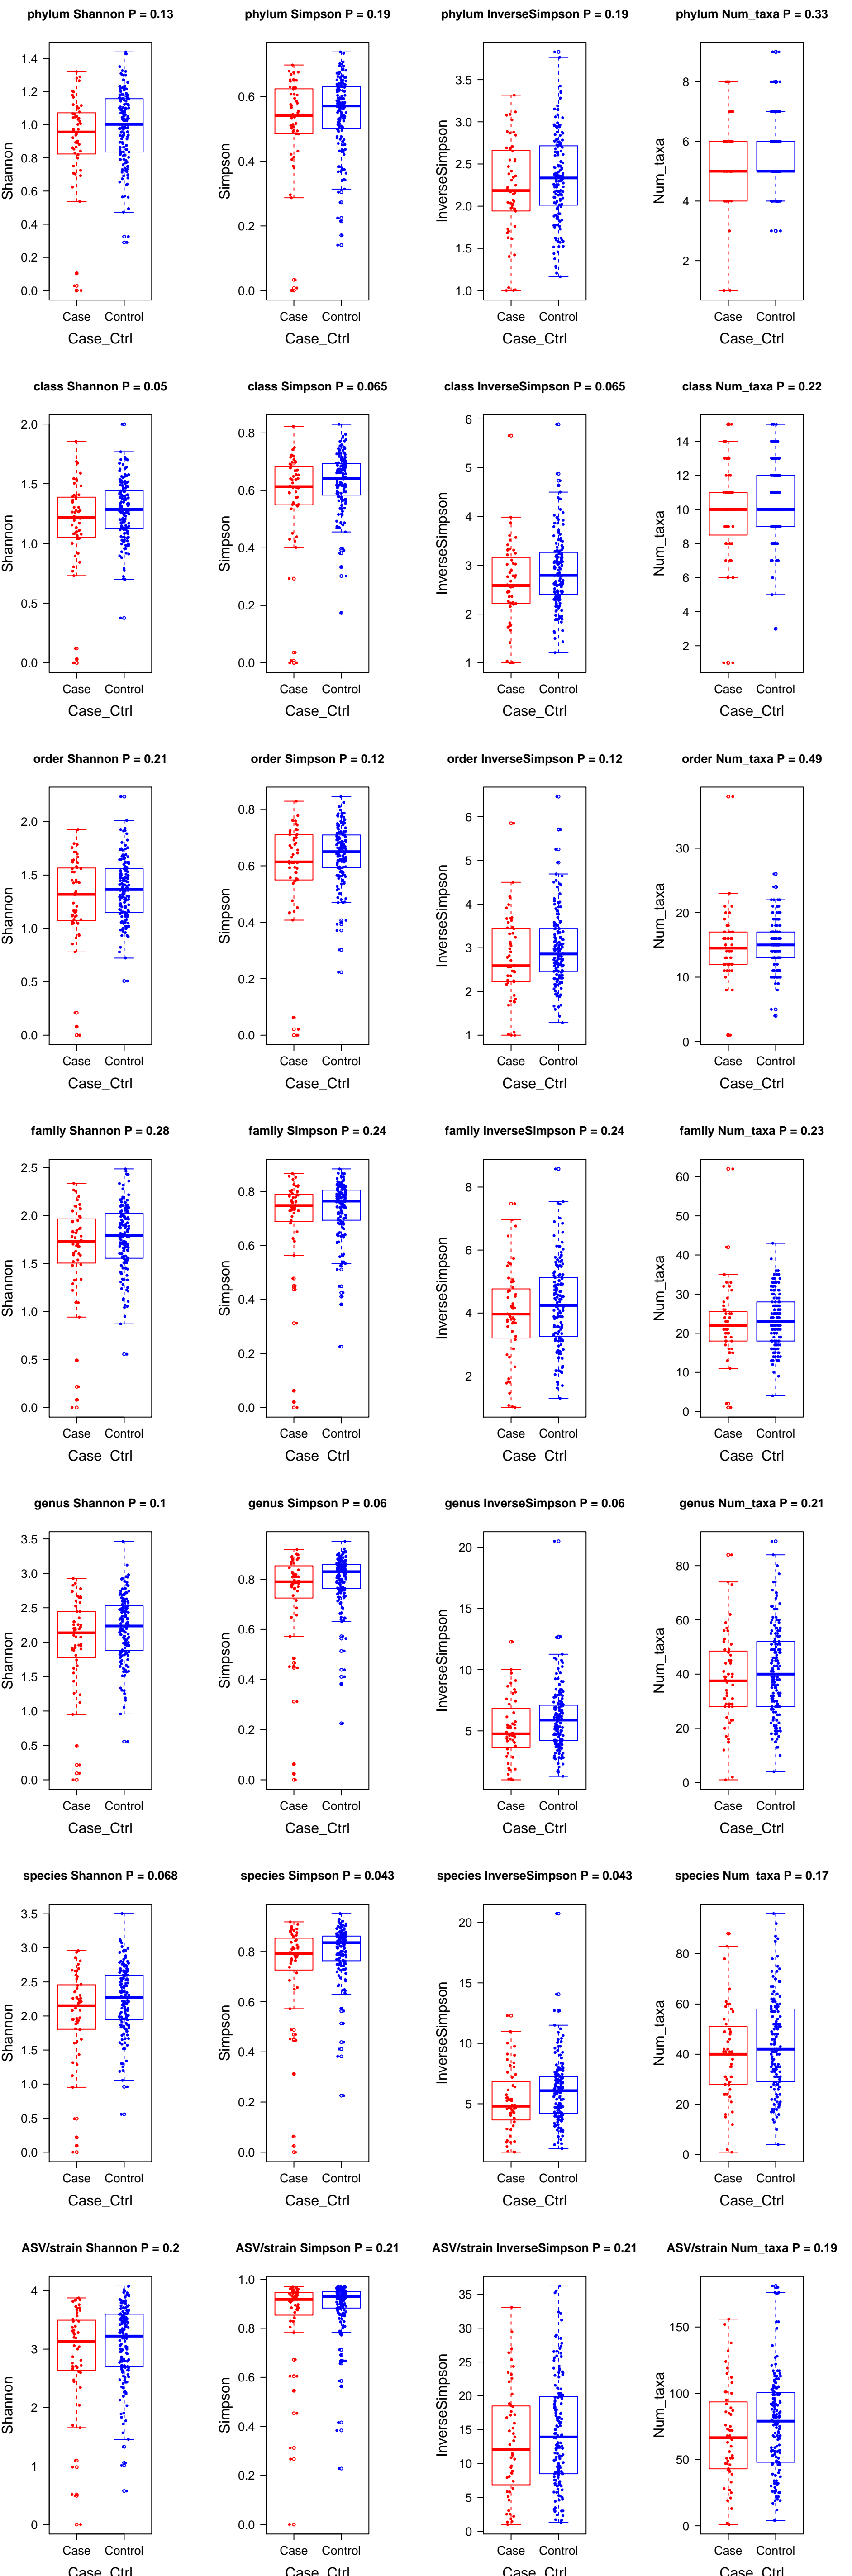 phylum Shannon P = 0.13
phylum Simpson P = 0.19
phylum InverseSimpson P = 0.19
phylum Num_taxa P = 0.33
Shannon
0.0
0.2
0.4
0.6
0.8
1.0
1.2
1.4
Case Control
Case_Ctrl
Simpson
0.0
0.2
0.4
0.6
Case Control
Case_Ctrl
InverseSimpson
1.0
1.5
2.0
2.5
3.0
3.5
Case Control
Case_Ctrl
Num_taxa
2
4
6
8
Case Control
Case_Ctrl
class Shannon P = 0.05
class Simpson P = 0.065
class InverseSimpson P = 0.065
class Num_taxa P = 0.22
Shannon
0.0
0.5
1.0
1.5
2.0
Case Control
Case_Ctrl
Simpson
0.0
0.2
0.4
0.6
0.8
Case Control
Case_Ctrl
InverseSimpson
1
2
3
4
5
6
Case Control
Case_Ctrl
Num_taxa
2
4
6
8
10
12
14
Case Control
Case_Ctrl
order Shannon P = 0.21
order Simpson P = 0.12
order InverseSimpson P = 0.12
order Num_taxa P = 0.49
Shannon
0.0
0.5
1.0
1.5
2.0
Case Control
Case_Ctrl
Simpson
0.0
0.2
0.4
0.6
0.8
Case Control
Case_Ctrl
InverseSimpson
1
2
3
4
5
6
Case Control
Case_Ctrl
Num_taxa
0
10
20
30
Case Control
Case_Ctrl
family Shannon P = 0.28
family Simpson P = 0.24
family InverseSimpson P = 0.24
family Num_taxa P = 0.23
Shannon
0.0
0.5
1.0
1.5
2.0
2.5
Case Control
Case_Ctrl
Simpson
0.0
0.2
0.4
0.6
0.8
Case Control
Case_Ctrl
InverseSimpson
2
4
6
8
Case Control
Case_Ctrl
Num_taxa
0
10
20
30
40
50
60
Case Control
Case_Ctrl
genus Shannon P = 0.1
genus Simpson P = 0.06
genus InverseSimpson P = 0.06
genus Num_taxa P = 0.21
Shannon
0.0
0.5
1.0
1.5
2.0
2.5
3.0
3.5
Case Control
Case_Ctrl
Simpson
0.0
0.2
0.4
0.6
0.8
Case Control
Case_Ctrl
InverseSimpson
5
10
15
20
Case Control
Case_Ctrl
Num_taxa
0
20
40
60
80
Case Control
Case_Ctrl
species Shannon P = 0.068
species Simpson P = 0.043
species InverseSimpson P = 0.043
species Num_taxa P = 0.17
Shannon
0.0
0.5
1.0
1.5
2.0
2.5
3.0
3.5
Case Control
Case_Ctrl
Simpson
0.0
0.2
0.4
0.6
0.8
Case Control
Case_Ctrl
InverseSimpson
5
10
15
20
Case Control
Case_Ctrl
Num_taxa
0
20
40
60
80
Case Control
Case_Ctrl
ASV/strain Shannon P = 0.2
ASV/strain Simpson P = 0.21
ASV/strain InverseSimpson P = 0.21
ASV/strain Num_taxa P = 0.19
Shannon
0
1
2
3
4
Case Control
Case_Ctrl
Simpson
0.0
0.2
0.4
0.6
0.8
1.0
Case Control
Case_Ctrl
InverseSimpson
0
5
10
15
20
25
30
35
Case Control
Case_Ctrl
Num_taxa
0
50
100
150
Case Control
Case_Ctrl